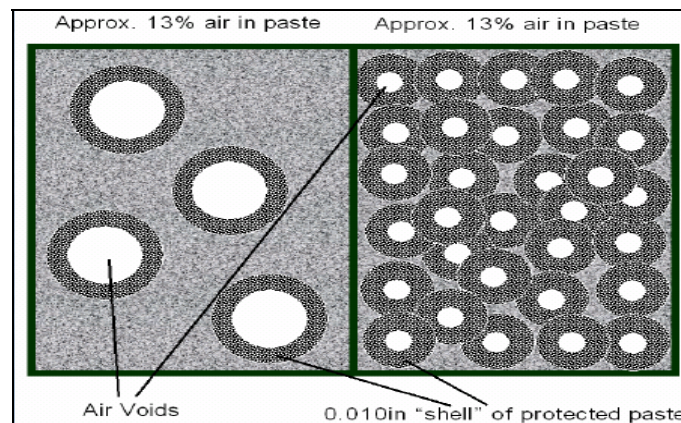 Approx. 13% air in paste
Approx. 13% air in paste
Air Voids
0.010in “shell” of protected paste